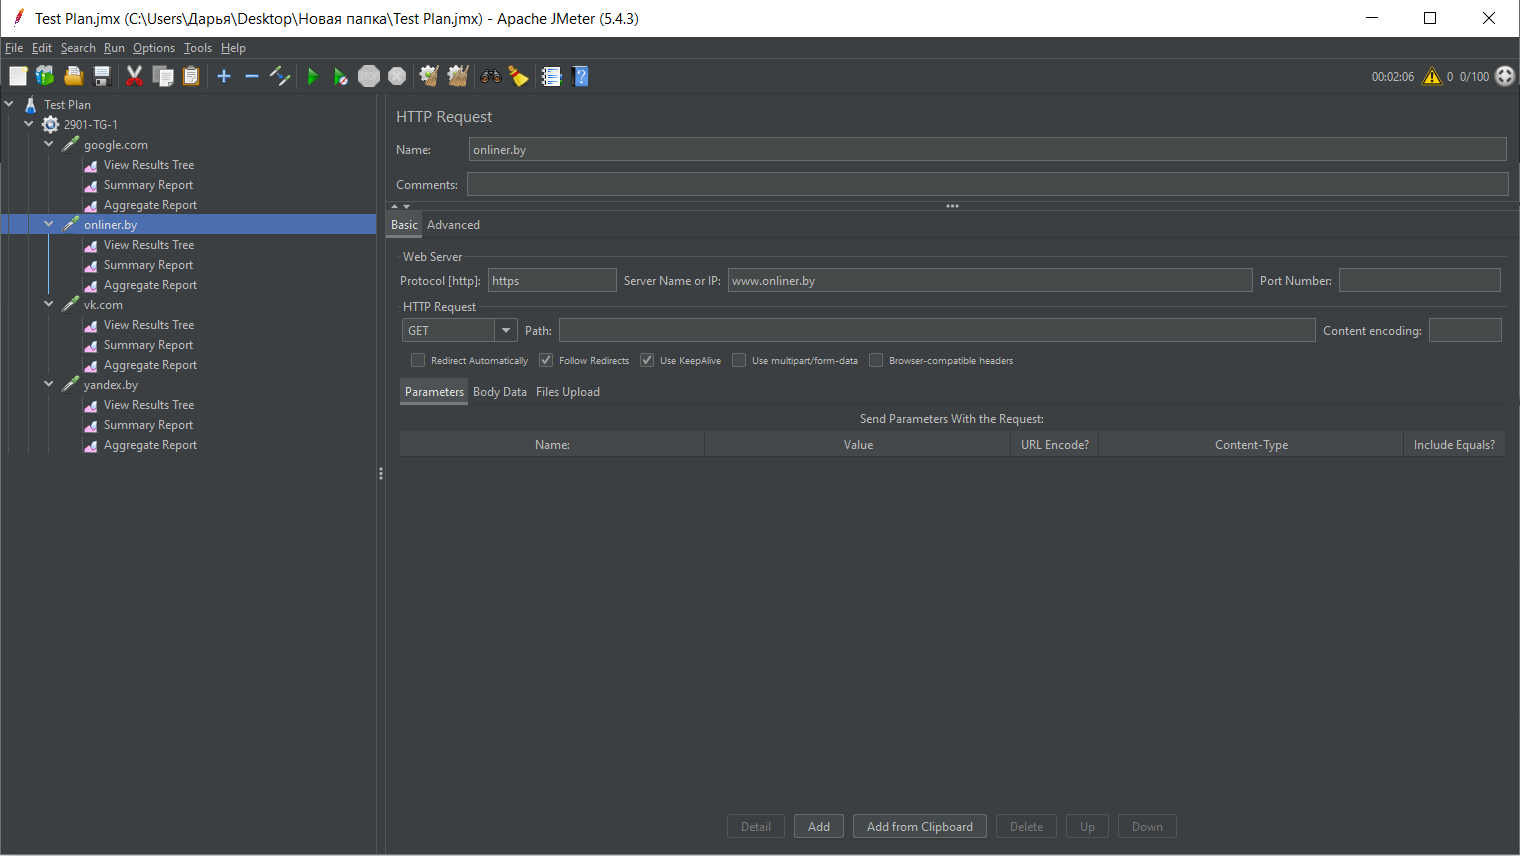 Test Plan.jmx (C:\Users\Дарья\Desktop\Новая папка\Test Plan.jmx) - Apache JMeter (5.4.3)
File Edit Search Run Options Tools Help
STOP
00:02:06 0 0/100
Test Plan
2901-TG-1
google.com
View Results Tree
Summary Report
Aggregate Report
onliner.by
View Results Tree
Summary Report
Aggregate Report
vk.com
View Results Tree
Summary Report
Aggregate Report
yandex.by
View Results Tree
Summary Report
Aggregate Report
HTTP Request
Name: onliner.by
Comments:
Basic Advanced
Web Server
Protocol [http]: https Server Name or IP: www.onliner.by Port Number:
HTTP Request
GET Path: Content encoding:
Redirect Automatically Follow Redirects Use KeepAlive Use multipart/form-data Browser-compatible headers
Parameters Body Data Files Upload
Send Parameters With the Request:
Name: Value URL Encode? Content-Type Include Equals?
Detail Add Add from Clipboard Delete Up Down